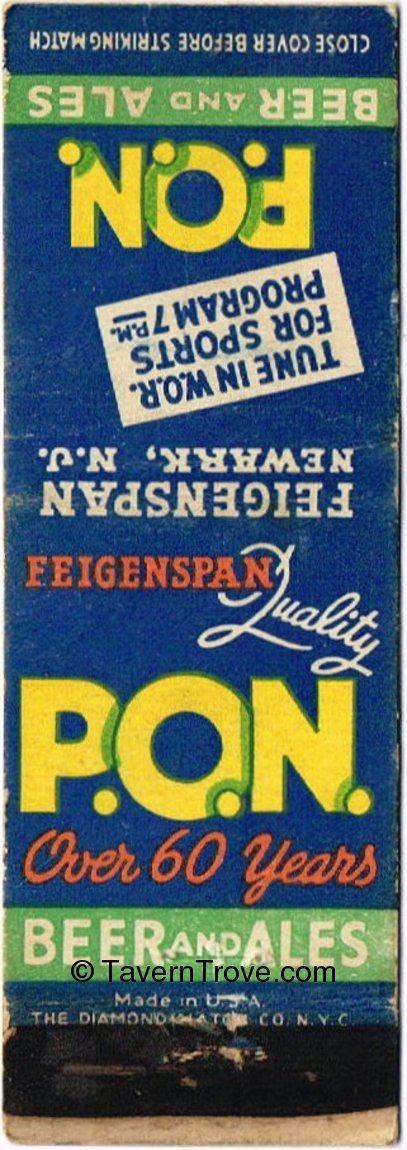 CLOSE COVER BEFORE STRIKING MATCH
BEER AND ALES
P.O.N.
TUNE IN W.O.R.
FOR SPORTS
PROGRAM 7 P.M.
FEIGENSPAN
NEWARK, N.J.
FEIGENSPAN
Quality
P.O.N.
Over 60 Years
BEER AND ALES
© TavernTrove.com
Made in U.S.A.
THE DIAMOND MATCH CO. N.Y.C.